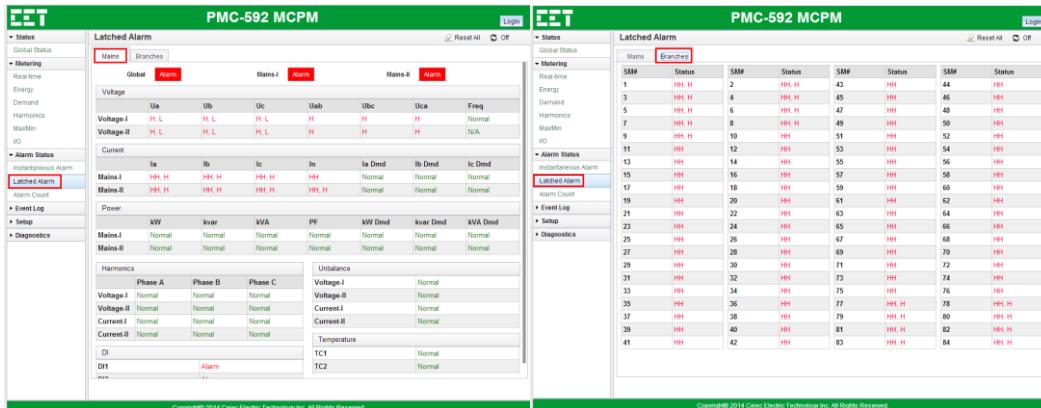 CET PMC-592 MCPM Login
Status Latched Alarm Reset All Off
Global Status Mains Branches
Metering
Real-time Global Alarm Mains-I Alarm Mains-II Alarm
Energy Voltage
Demand Ua Ub Uc Uab Ubc Uca Freq
Harmonics Voltage-I H, L H, L H, L H H H Normal
Max/Min Voltage-II H, L H, L H, L H H H N/A
I/O
Alarm Status Current
Instantaneous Alarm Ia Ib Ic In Ia Dmd Ib Dmd Ic Dmd
Latched Alarm Mains-I HH, H HH, H HH, H HH Normal Normal Normal
Alarm Count Mains-II HH, H HH, H HH, H HH, H Normal Normal Normal
Event Log Power
Setup kW kvar kVA PF kW Dmd kvar Dmd kVA Dmd
Diagnostics Mains-I Normal Normal Normal Normal Normal Normal Normal
Mains-II Normal Normal Normal Normal Normal Normal Normal
Harmonics Unbalance
Phase A Phase B Phase C Voltage-I Normal
Voltage-I Normal Normal Normal Voltage-II Normal
Voltage-II Normal Normal Normal Current-I Normal
Current-I Normal Normal Normal Current-II Normal
Current-II Normal Normal Normal Temperature
DI TC1 Normal
DI1 Alarm TC2 Normal
Copyright© 2014 Ceiec Electric Technology Inc. All Rights Reserved.
CET PMC-592 MCPM Login
Status Latched Alarm Reset All Off
Global Status Mains Branches
Metering SM# Status SM# Status SM# Status SM# Status
Real-time 1 HH, H 2 HH, H 43 HH 44 HH
Energy 3 HH, H 4 HH, H 45 HH 46 HH
Demand 5 HH, H 6 HH, H 47 HH 48 HH
Harmonics 7 HH, H 8 HH, H 49 HH 50 HH
Max/Min 9 HH, H 10 HH 51 HH 52 HH
I/O 11 HH 12 HH 53 HH 54 HH
Alarm Status 13 HH 14 HH 55 HH 56 HH
Instantaneous Alarm 15 HH 16 HH 57 HH 58 HH
Latched Alarm 17 HH 18 HH 59 HH 60 HH
Alarm Count 19 HH 20 HH 61 HH 62 HH
Event Log 21 HH 22 HH 63 HH 64 HH
Setup 23 HH 24 HH 65 HH 66 HH
Diagnostics 25 HH 26 HH 67 HH 68 HH
27 HH 28 HH 69 HH 70 HH
29 HH 30 HH 71 HH 72 HH
31 HH 32 HH 73 HH 74 HH
33 HH 34 HH 75 HH 76 HH
35 HH 36 HH 77 HH, H 78 HH, H
37 HH 38 HH 79 HH, H 80 HH, H
39 HH 40 HH 81 HH, H 82 HH, H
41 HH 42 HH 83 HH, H 84 HH, H
Copyright© 2014 Ceiec Electric Technology Inc. All Rights Reserved.